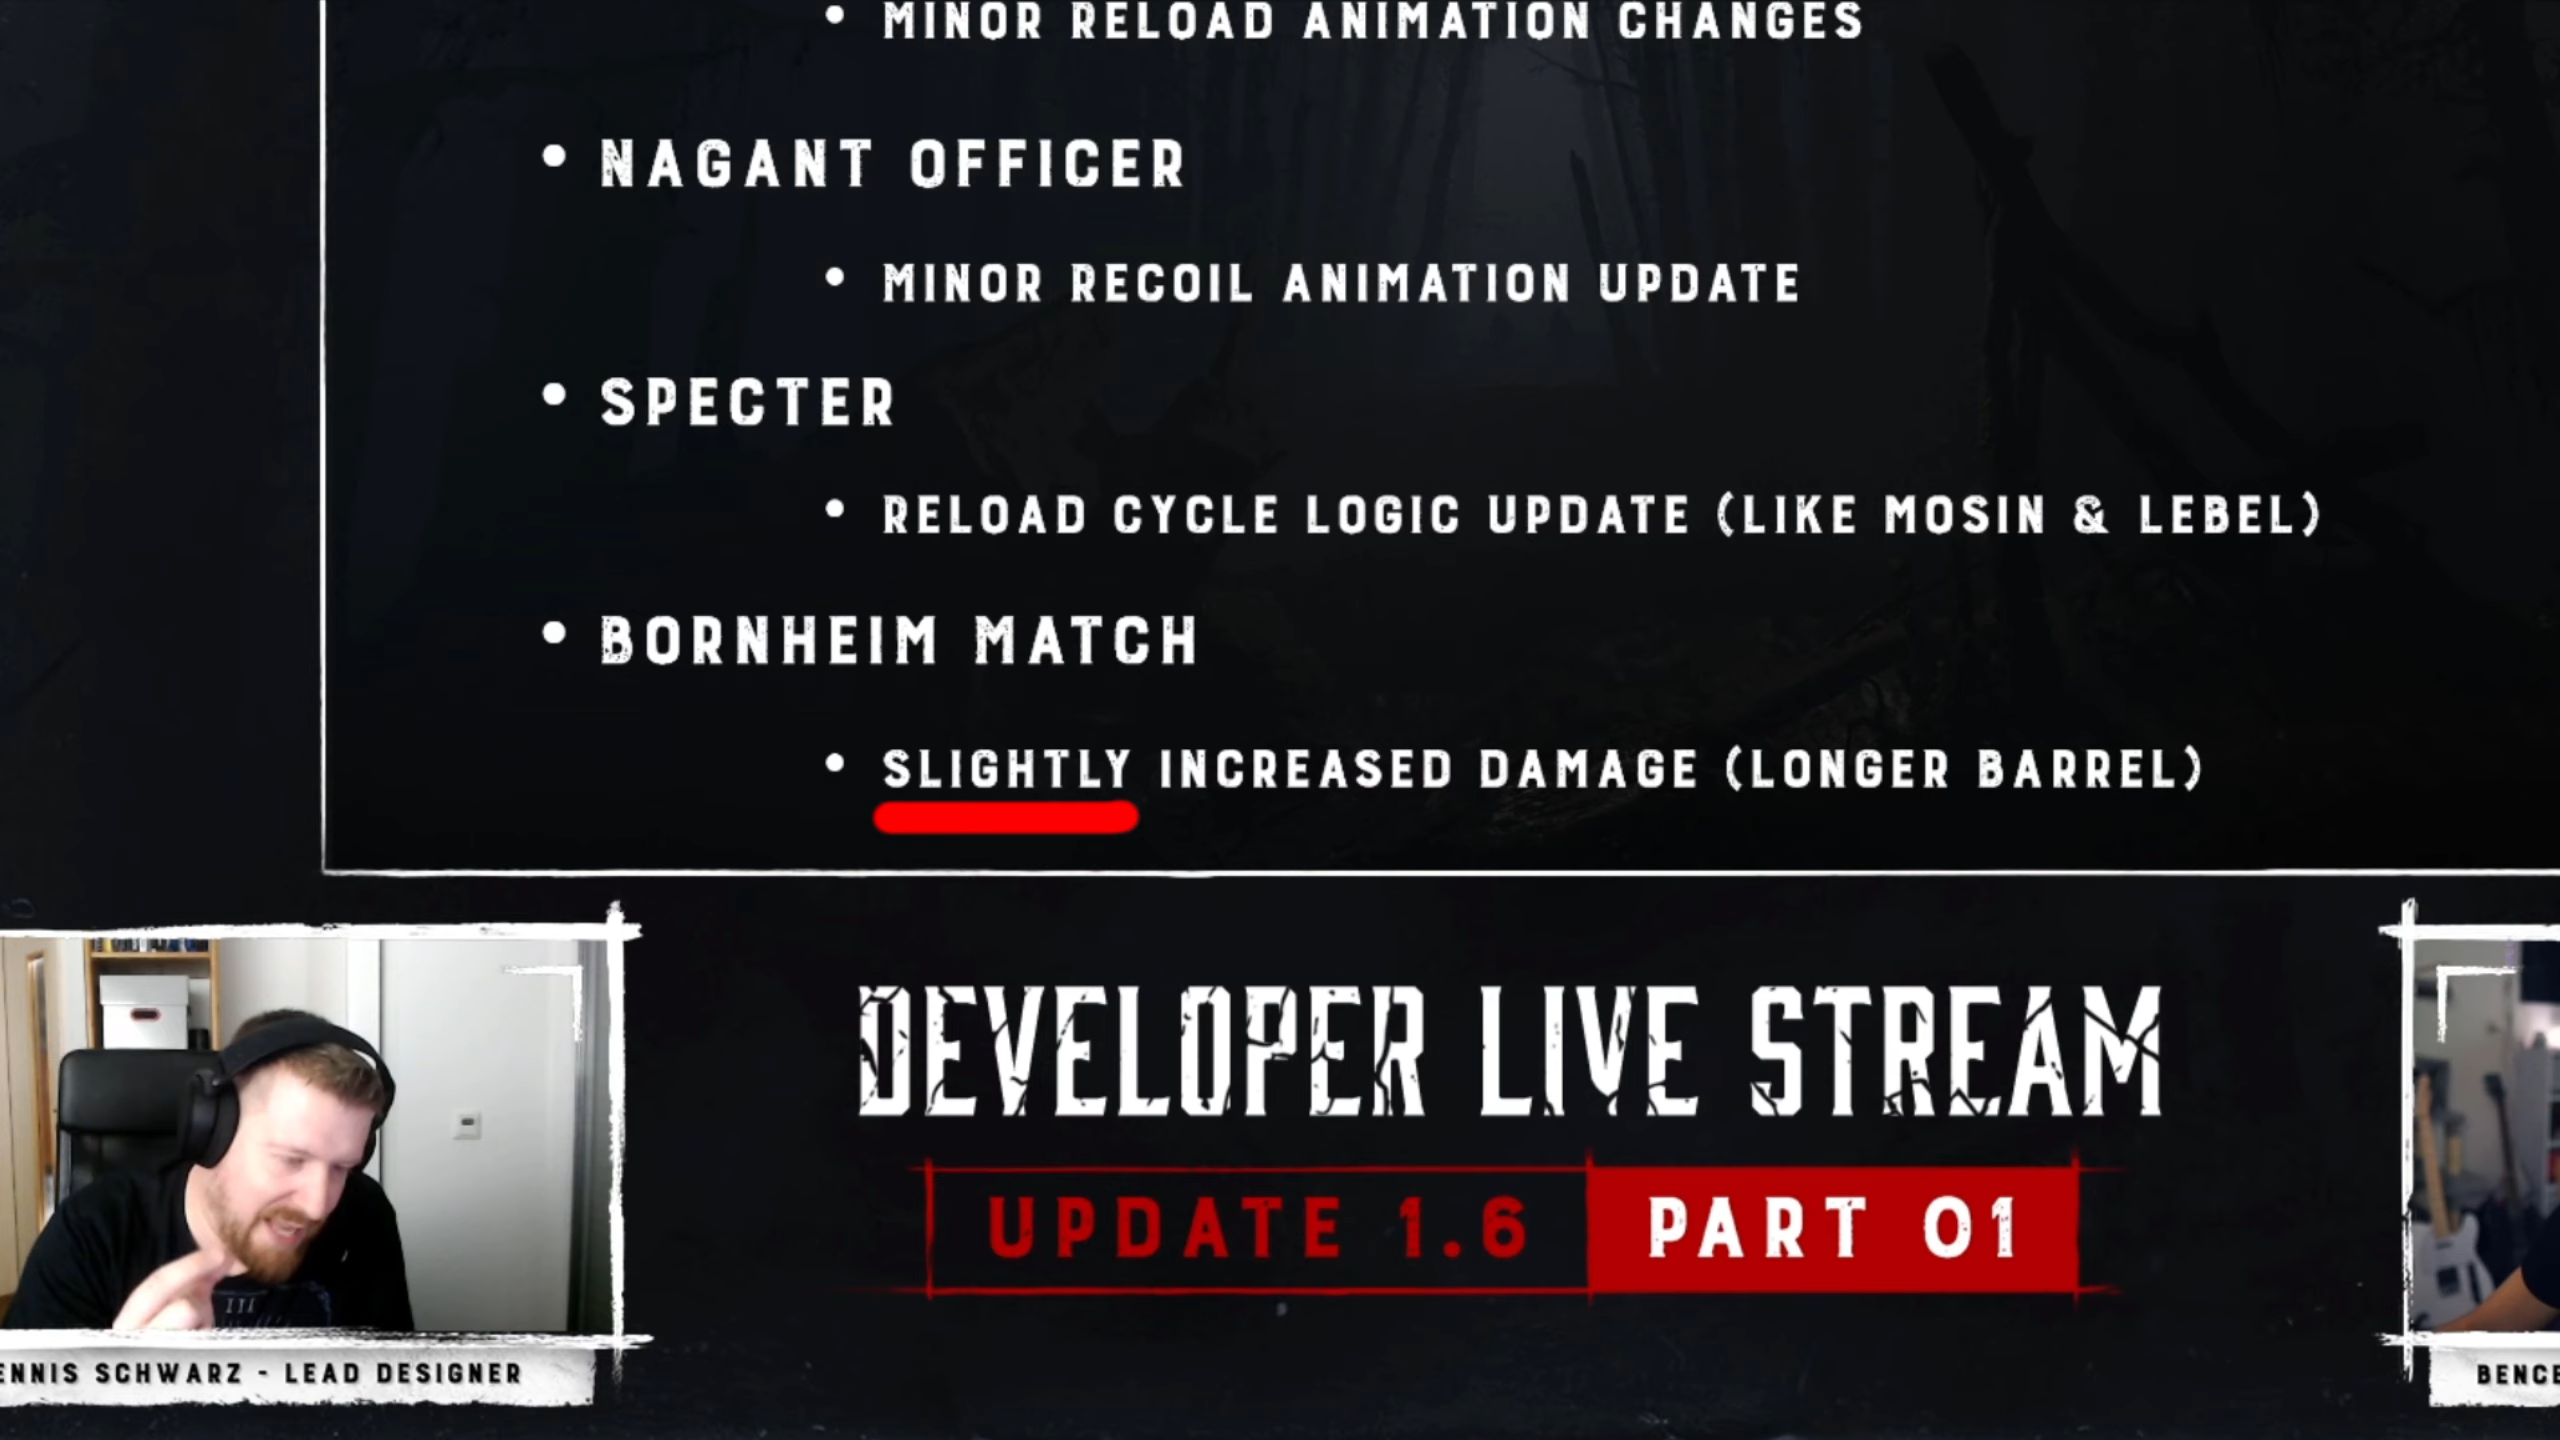 • MINOR RELOAD ANIMATION CHANGES
• NAGANT OFFICER
• MINOR RECOIL ANIMATION UPDATE
• SPECTER
• RELOAD CYCLE LOGIC UPDATE (LIKE MOSIN & LEBEL)
• BORNHEIM MATCH
• SLIGHTLY INCREASED DAMAGE (LONGER BARREL)
DEVELOPER LIVE STREAM
UPDATE 1.6 PART 01
ENNIS SCHWARZ - LEAD DESIGNER
BENCE